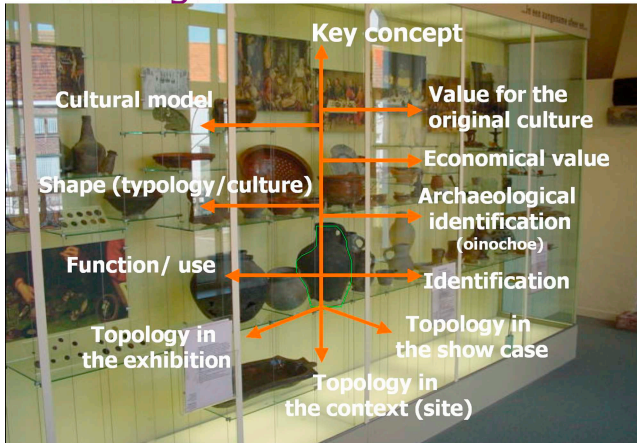 Key concept
Cultural model
Value for the
original culture
Economical value
Shape (typology/culture)
Archaeological
identification
(oinochoe)
Function/ use
Identification
Topology in
the exhibition
Topology in
the show case
Topology in
the context (site)